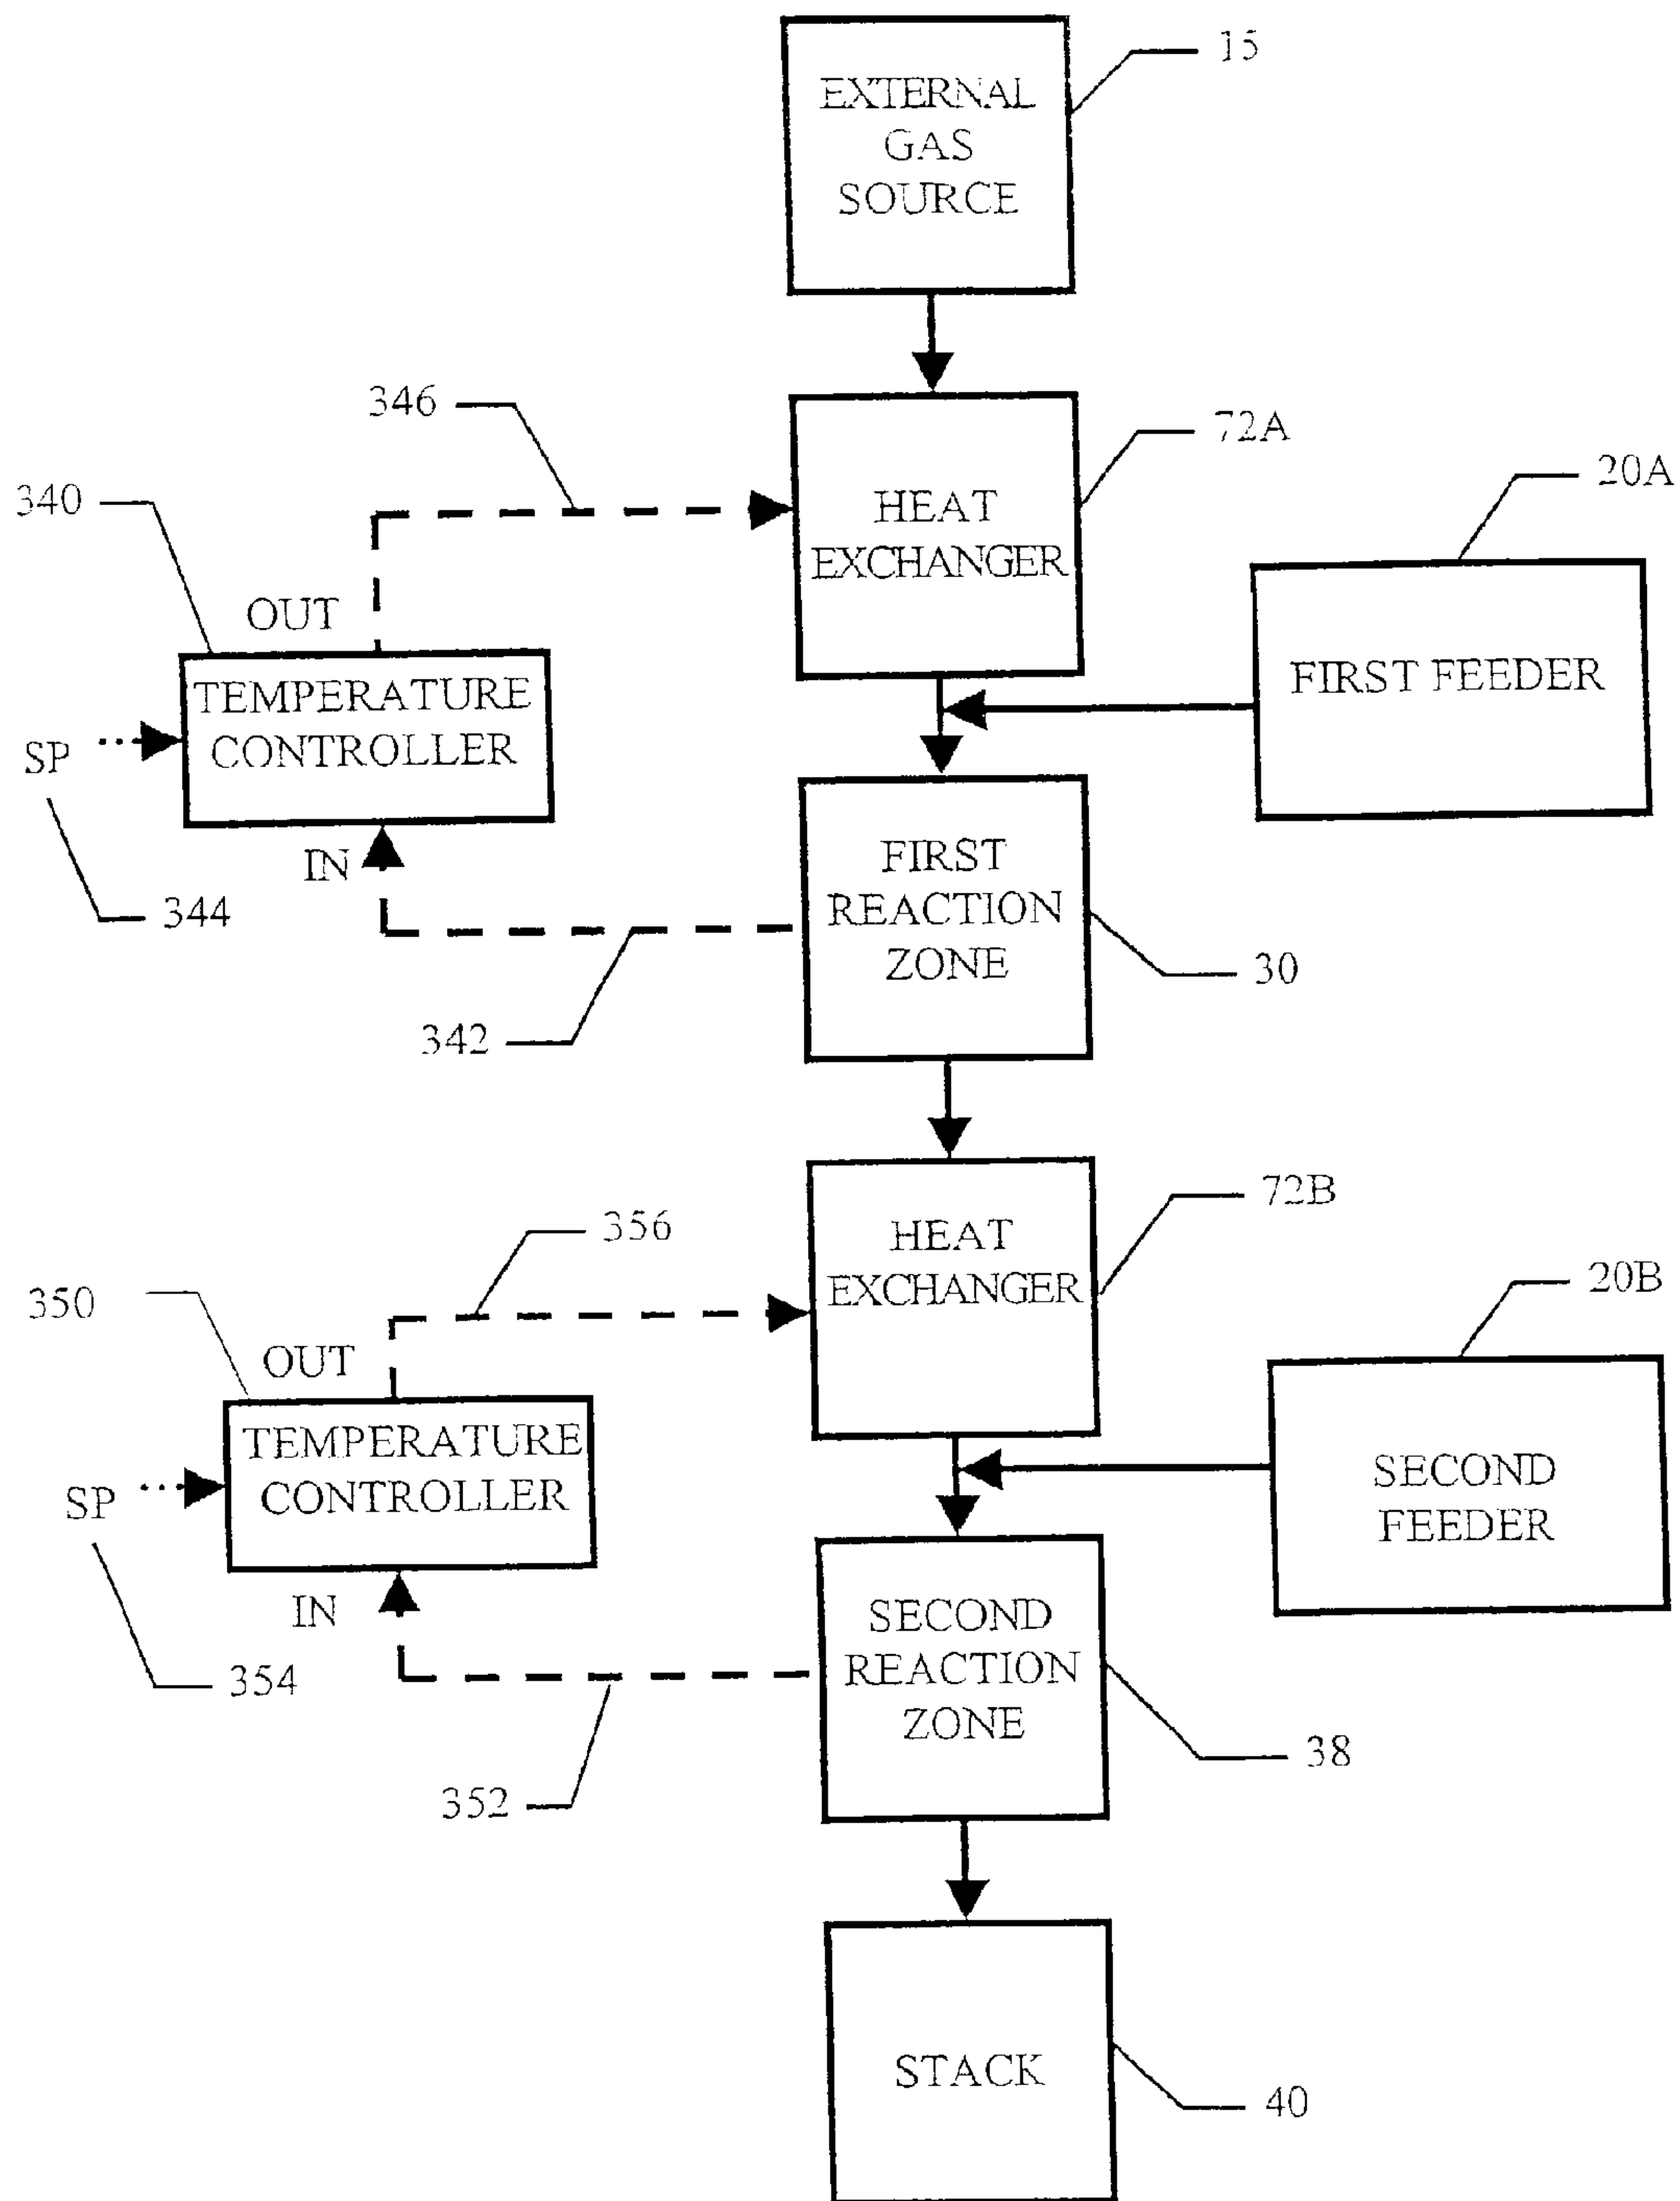 15
EXTERNAL
GAS
SOURCE
346
72A
20A
340
HEAT
EXCHANGER
OUT
FIRST FEEDER
TEMPERATURE
CONTROLLER
SP
IN
FIRST
REACTION
ZONE
344
30
342
72B
356
HEAT
EXCHANGER
20B
350
OUT
TEMPERATURE
CONTROLLER
SP
SECOND
FEEDER
IN
SECOND
REACTION
ZONE
354
38
352
STACK
40